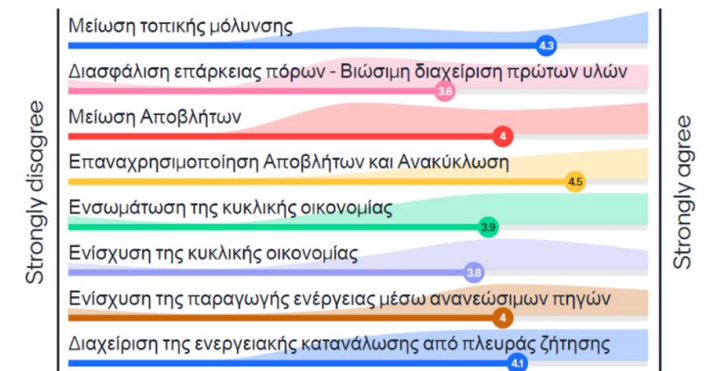 Strongly disagree
Μείωση τοπικής μόλυνσης
4.3
Διασφάλιση επάρκειας πόρων - Βιώσιμη διαχείριση πρώτων υλών
3.6
Μείωση Αποβλήτων
4
Επαναχρησιμοποίηση Αποβλήτων και Ανακύκλωση
4.5
Ενσωμάτωση της κυκλικής οικονομίας
3.9
Ενίσχυση της κυκλικής οικονομίας
3.8
Ενίσχυση της παραγωγής ενέργειας μέσω ανανεώσιμων πηγών
4
Διαχείριση της ενεργειακής κατανάλωσης από πλευράς ζήτησης
4.1
Strongly agree